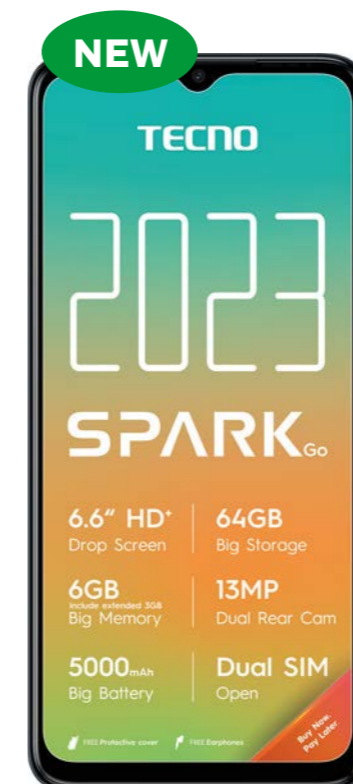 NEW
TECNO
2023
SPARK Go
6.6" HD+
Drop Screen
64GB
Big Storage
6GB
Include extended 3GB
Big Memory
13MP
Dual Rear Cam
5000mAh
Big Battery
Dual SIM
Open
FREE Protective cover
FREE Earphones
Buy Now.
Pay Later